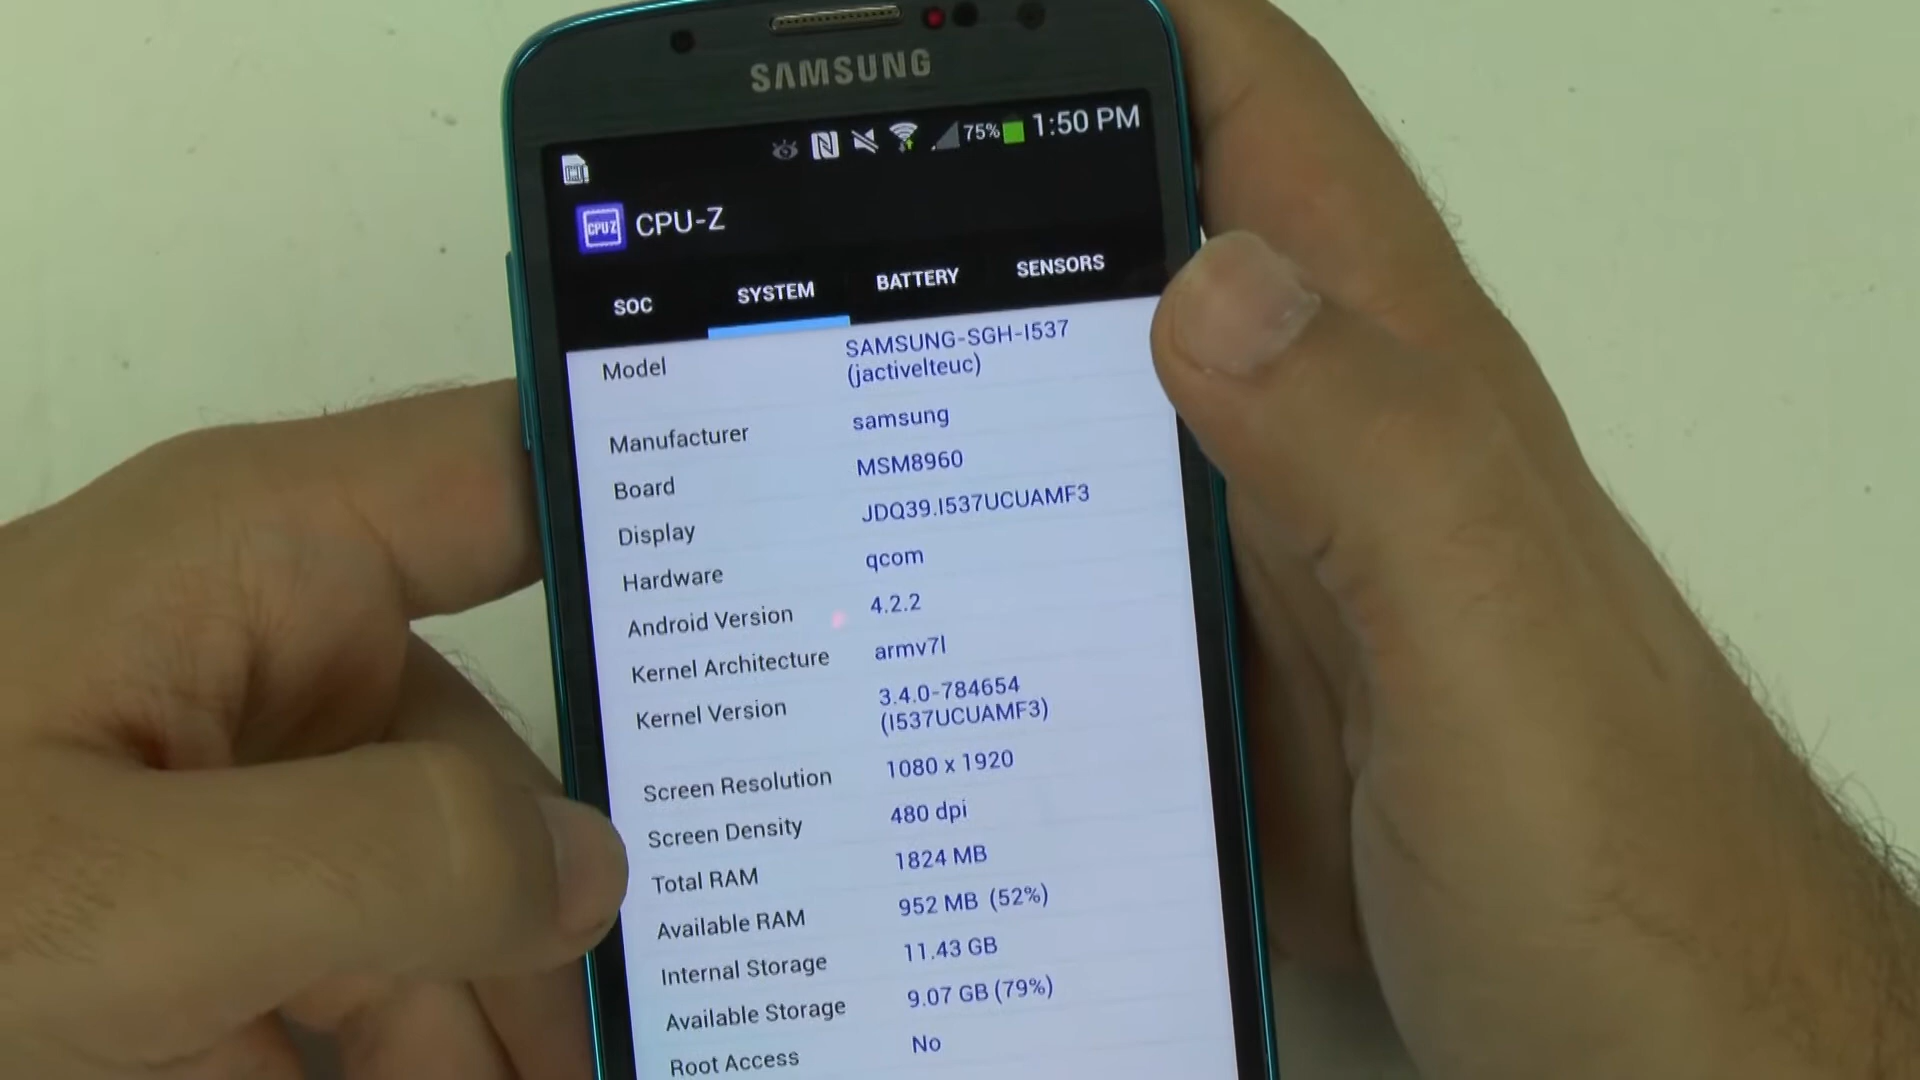 SAMSUNG
75% 1:50 PM
CPU Z CPU-Z
SOC SYSTEM BATTERY SENSORS
Model SAMSUNG-SGH-I537
(jactivelteuc)
Manufacturer samsung
Board MSM8960
Display JDQ39.I537UCUAMF3
Hardware qcom
Android Version 4.2.2
Kernel Architecture armv7l
Kernel Version 3.4.0-784654
(I537UCUAMF3)
Screen Resolution 1080 x 1920
Screen Density 480 dpi
Total RAM 1824 MB
Available RAM 952 MB (52%)
Internal Storage 11.43 GB
Available Storage 9.07 GB (79%)
Root Access No